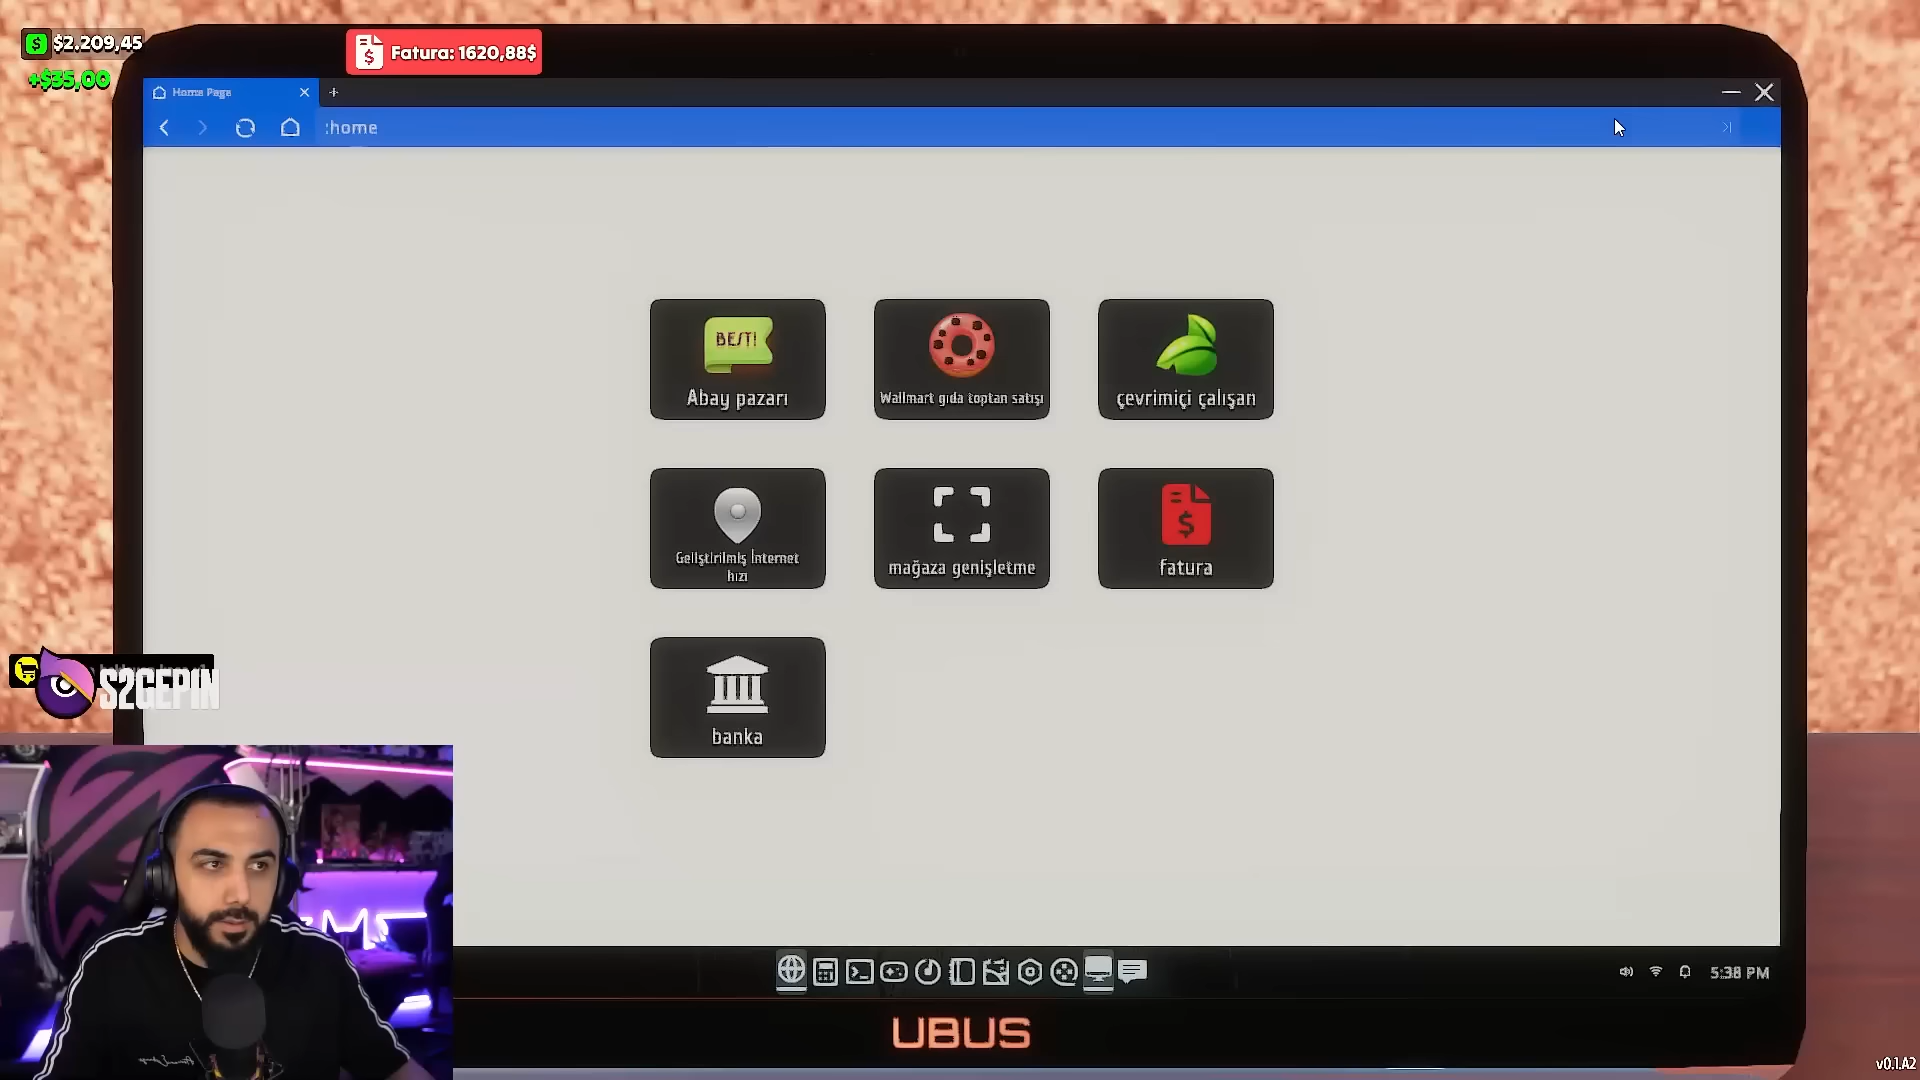 $2.209,45
Fatura: 1620,88$
+$35,00
Home Page
:home
BEST!
Abay pazarı
Wallmart gıda toptan satışı
çevrimiçi çalışan
Geliştirilmiş İnternet
hızı
mağaza genişletme
fatura
banka
S2GEPIN
5:38 PM
UBUS
v0.1.A2